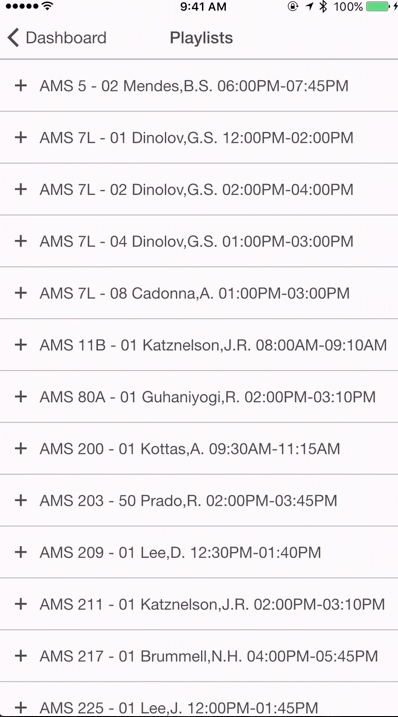 9:41 AM 100%
Dashboard Playlists
+ AMS 5 - 02 Mendes,B.S. 06:00PM-07:45PM
+ AMS 7L - 01 Dinolov,G.S. 12:00PM-02:00PM
+ AMS 7L - 02 Dinolov,G.S. 02:00PM-04:00PM
+ AMS 7L - 04 Dinolov,G.S. 01:00PM-03:00PM
+ AMS 7L - 08 Cadonna,A. 01:00PM-03:00PM
+ AMS 11B - 01 Katznelson,J.R. 08:00AM-09:10AM
+ AMS 80A - 01 Guhaniyogi,R. 02:00PM-03:10PM
+ AMS 200 - 01 Kottas,A. 09:30AM-11:15AM
+ AMS 203 - 50 Prado,R. 02:00PM-03:45PM
+ AMS 209 - 01 Lee,D. 12:30PM-01:40PM
+ AMS 211 - 01 Katznelson,J.R. 02:00PM-03:10PM
+ AMS 217 - 01 Brummell,N.H. 04:00PM-05:45PM
+ AMS 225 - 01 Lee,J. 12:00PM-01:45PM